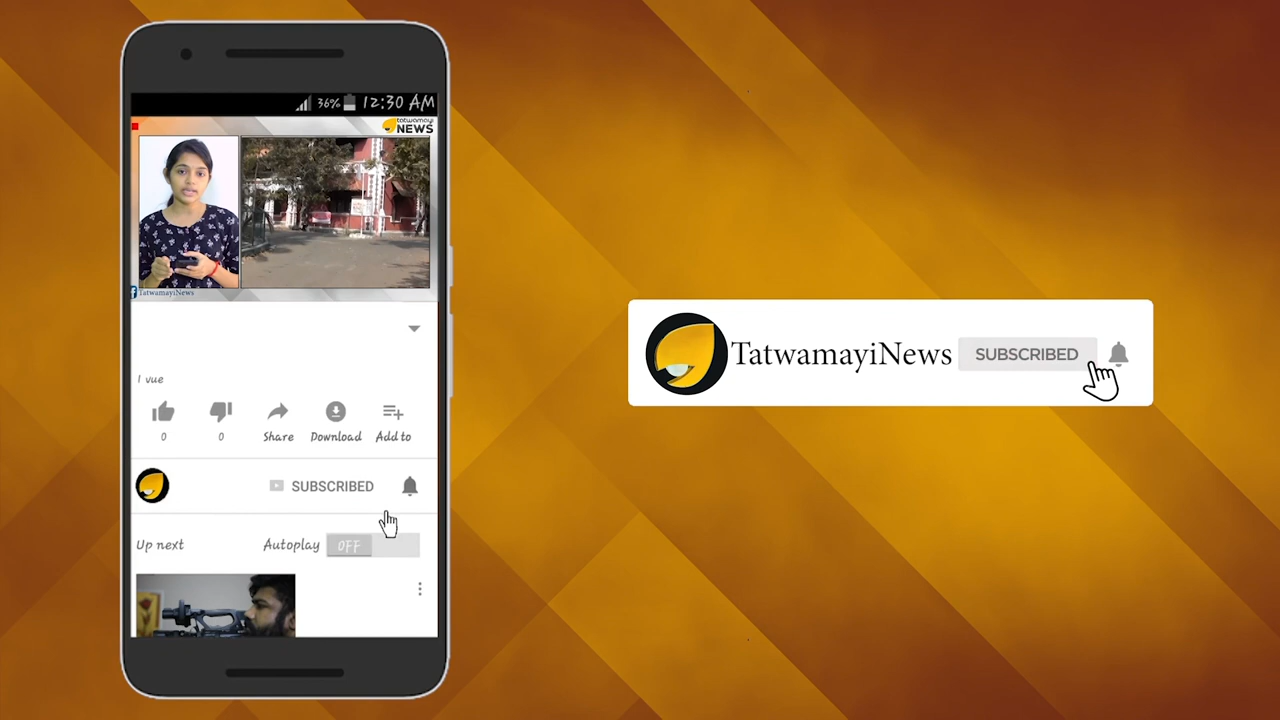 36% 12:30 AM
tatwamayi
NEWS
TatwamayiNews
1 vue
0 0 Share Download Add to
SUBSCRIBED
Up next Autoplay OFF
TatwamayiNews SUBSCRIBED